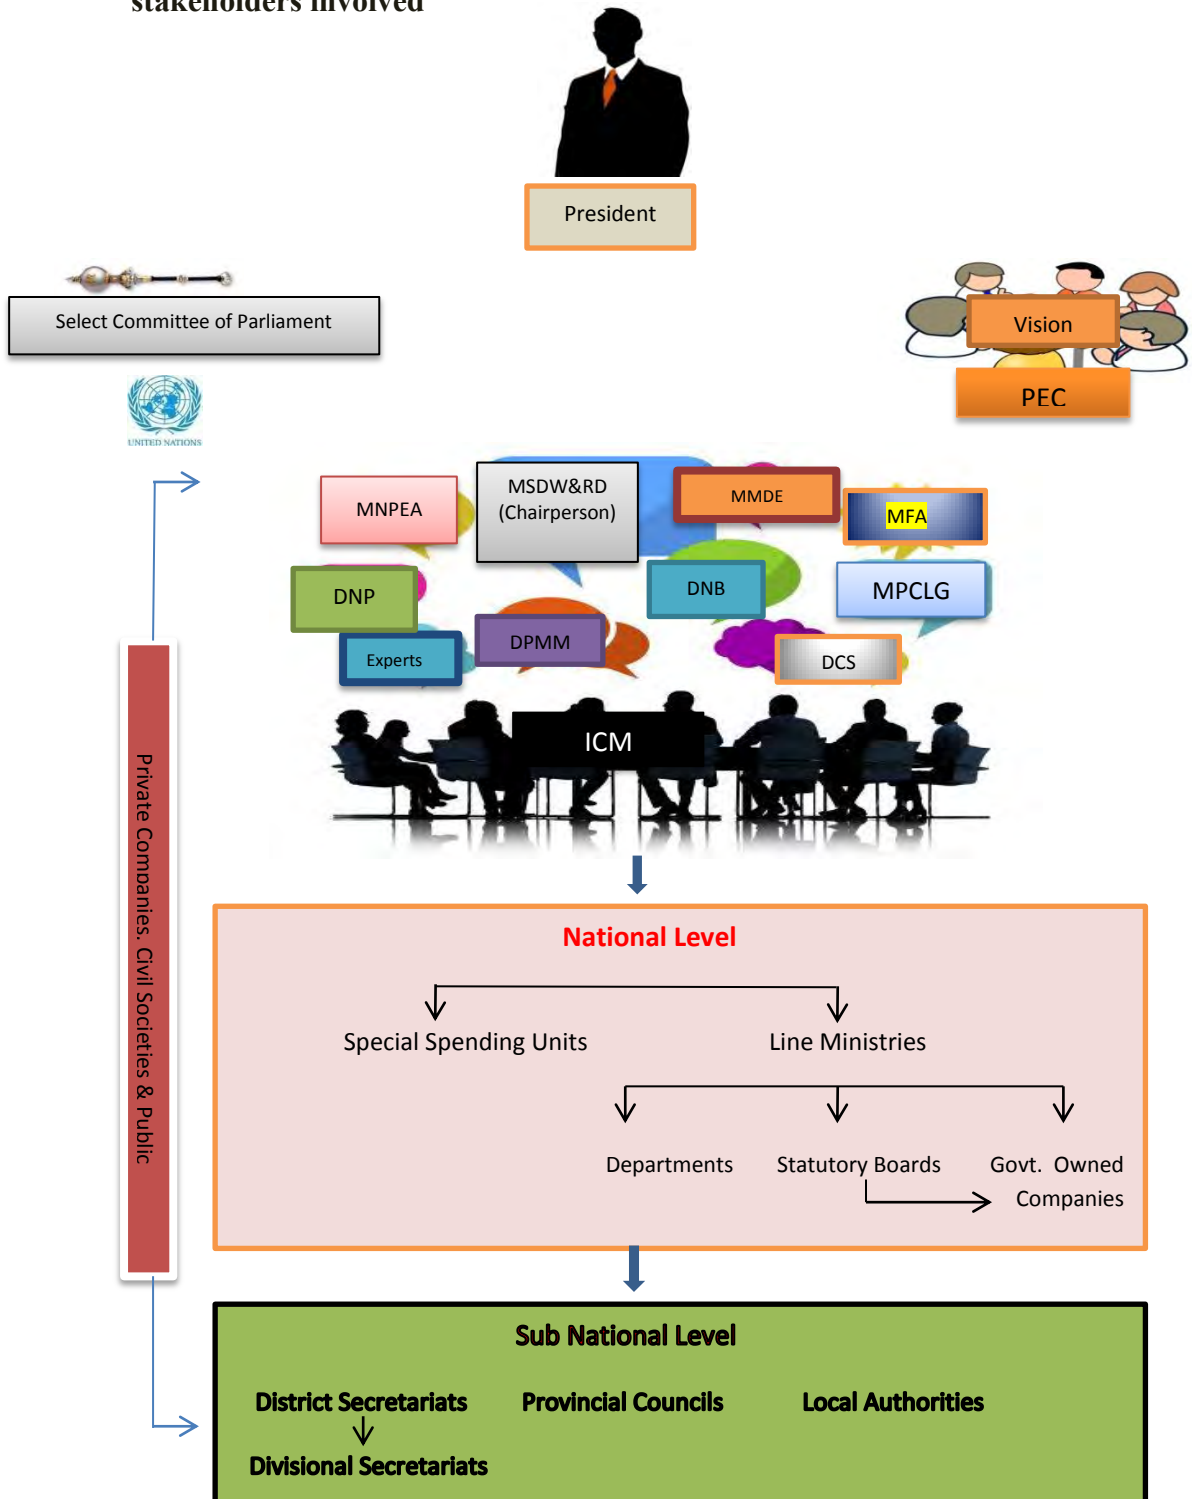 stakeholders involved
President
Select Committee of Parliament
Vision
PEC
UNITED NATIONS
MNPEA
MSDW&RD
(Chairperson)
MMDE
MFA
DNP
DNB
MPCLG
Experts
DPMM
DCS
ICM
Private Companies. Civil Societies & Public
National Level
Special Spending Units
Line Ministries
Departments
Statutory Boards
Govt. Owned
Companies
Sub National Level
District Secretariats
Provincial Councils
Local Authorities
Divisional Secretariats